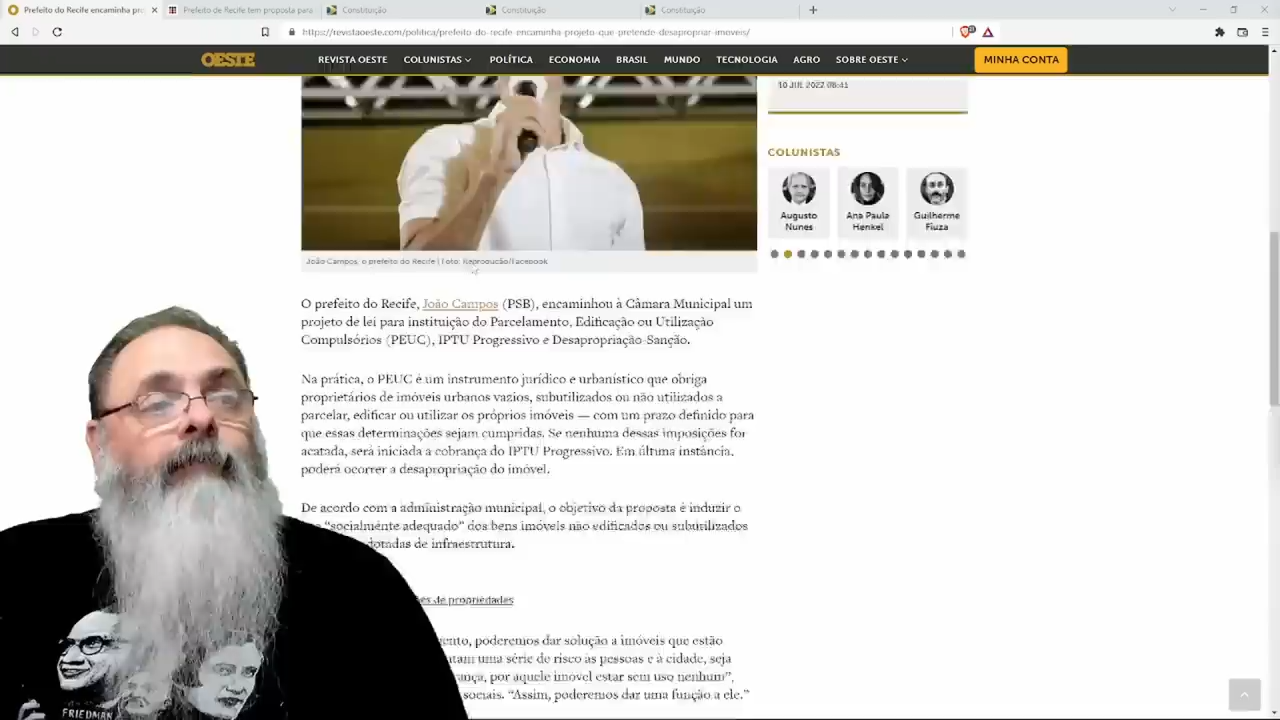 Prefeito do Recife encaminha pro
Prefeito de Recife tem proposta para
Constituição
Constituição
Constituição
https://revistaoeste.com/politica/prefeito-do-recife-encaminha-projeto-que-pretende-desapropriar-imoveis/
OESTE
REVISTA OESTE
COLUNISTAS
POLÍTICA
ECONOMIA
BRASIL
MUNDO
TECNOLOGIA
AGRO
SOBRE OESTE
MINHA CONTA
10 JUL 2022 08:41
COLUNISTAS
Augusto
Nunes
Ana Paula
Henkel
Guilherme
Fiuza
João Campos, o prefeito do Recife | Foto: Reprodução/Facebook
O prefeito do Recife, João Campos (PSB), encaminhou à Câmara Municipal um
projeto de lei para instituição do Parcelamento, Edificação ou Utilização
Compulsórios (PEUC), IPTU Progressivo e Desapropriação-Sanção.
Na prática, o PEUC é um instrumento jurídico e urbanístico que obriga
proprietários de imóveis urbanos vazios, subutilizados ou não utilizados a
parcelar, edificar ou utilizar os próprios imóveis — com um prazo definido para
que essas determinações sejam cumpridas. Se nenhuma dessas imposições for
acatada, será iniciada a cobrança do IPTU Progressivo. Em última instância,
poderá ocorrer a desapropriação do imóvel.
De acordo com a administração municipal, o objetivo da proposta é induzir o
"socialmente adequado" dos bens imóveis não edificados ou subutilizados
dotadas de infraestrutura.
de propriedades
poderemos dar solução a imóveis que estão
uma série de risco às pessoas e à cidade, seja
por aquele imóvel estar sem uso nenhum",
sociais. "Assim, poderemos dar uma função a ele."
FRIEDMAN